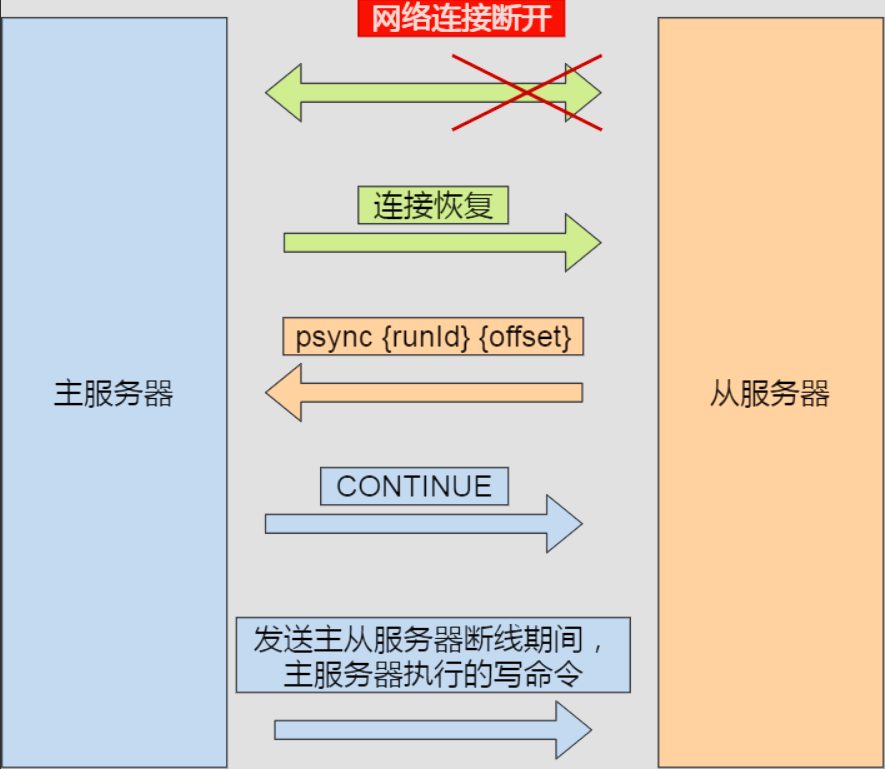 网络连接断开
连接恢复
psync {runId} {offset}
主服务器
从服务器
CONTINUE
发送主从服务器断线期间，
主服务器执行的写命令